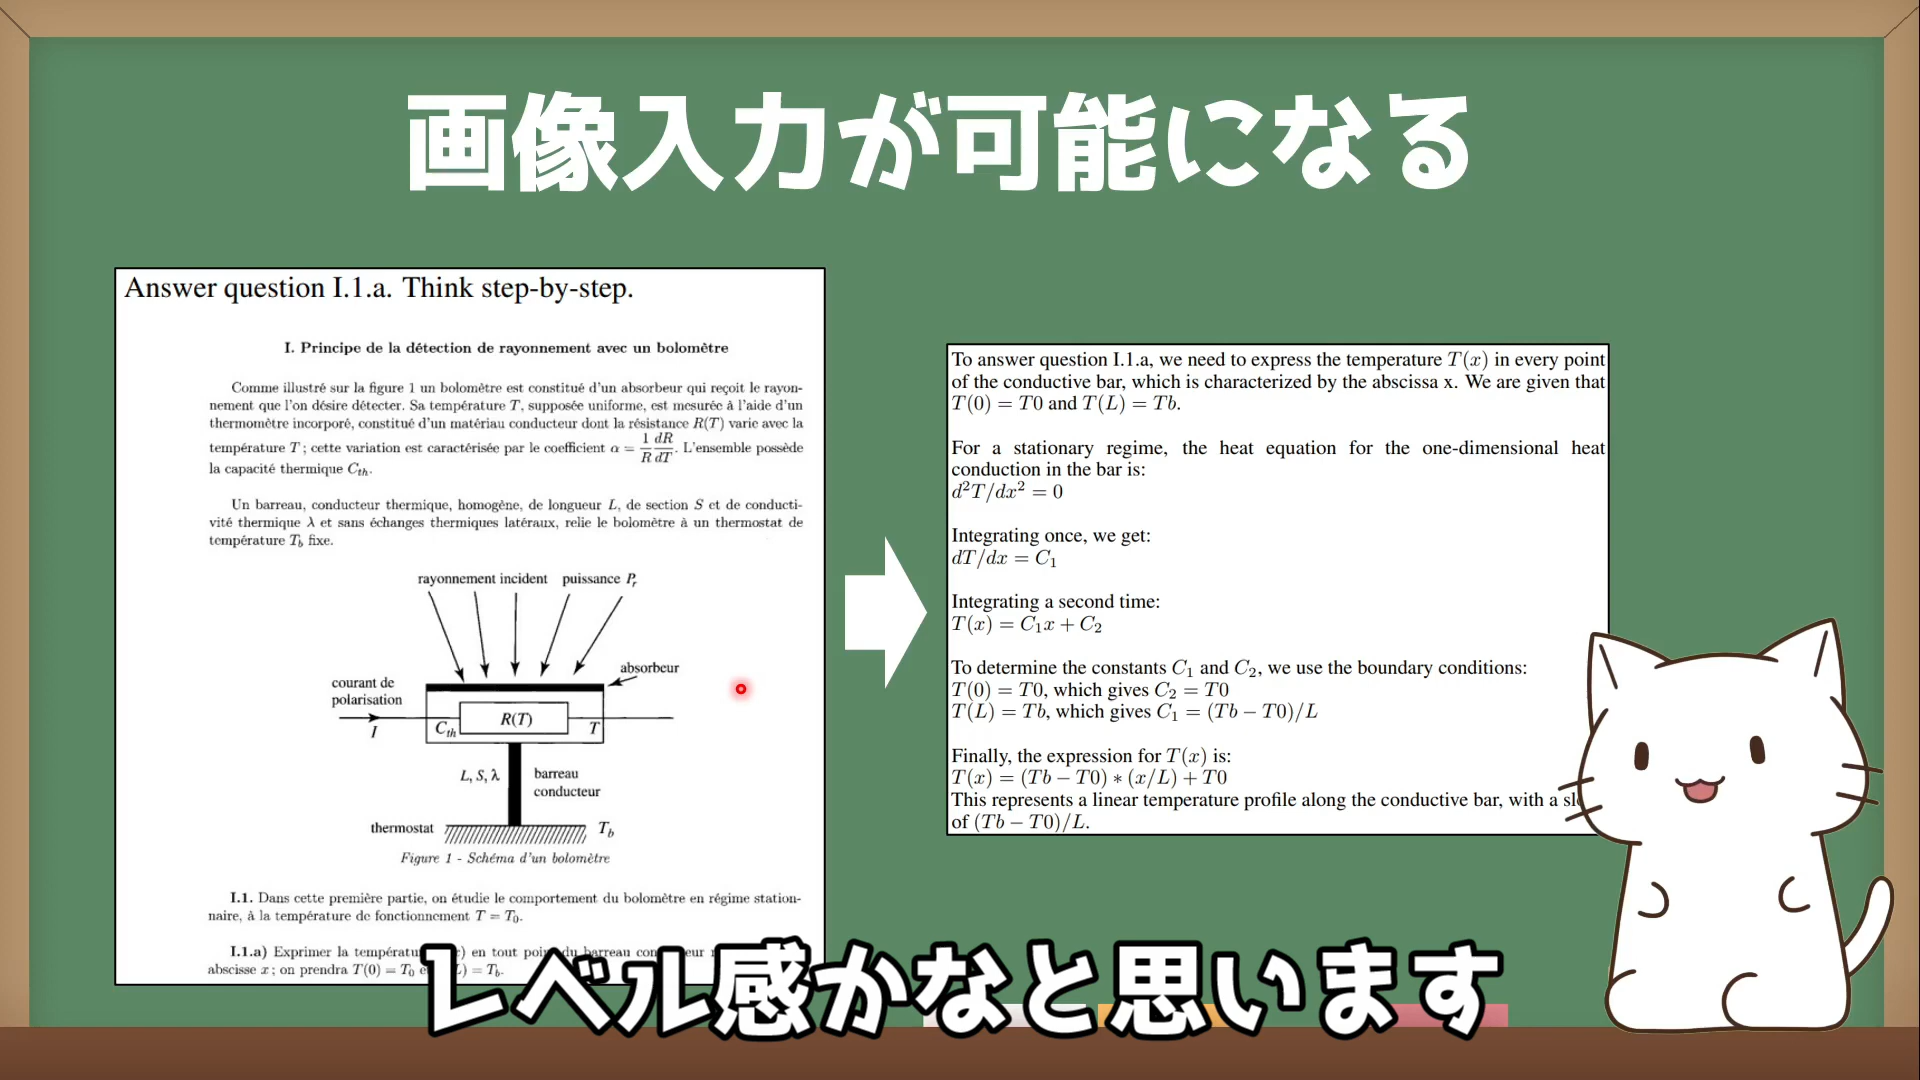 画像入力が可能になる
Answer question I.1.a. Think step-by-step.
I. Principe de la détection de rayonnement avec un bolomètre
Comme illustré sur la figure 1 un bolomètre est constitué d'un absorbeur qui reçoit le rayon-
nement que l'on désire détecter. Sa température T, supposée uniforme, est mesurée à l'aide d'un
thermomètre incorporé, constitué d'un matériau conducteur dont la résistance R(T) varie avec la
température T ; cette variation est caractérisée par le coefficient α = 1/R dR/dT. L'ensemble possède
la capacité thermique Cth.
Un barreau, conducteur thermique, homogène, de longueur L, de section S et de conducti-
vité thermique λ et sans échanges thermiques latéraux, relie le bolomètre à un thermostat de
température Tb fixe.
rayonnement incident puissance Pr
absorbeur
courant de
polarisation
I
Cth
R(T)
T
L, S, λ
barreau
conducteur
thermostat
Tb
Figure 1 - Schéma d'un bolomètre
I.1. Dans cette première partie, on étudie le comportement du bolomètre en régime station-
naire, à la température de fonctionnement T = T0.
I.1.a) Exprimer la températu en tout poi du barreau con eur
abscisse x ; on prendra T(0) = T0 e L) = Tb.
To answer question I.1.a, we need to express the temperature T(x) in every point
of the conductive bar, which is characterized by the abscissa x. We are given that
T(0) = T0 and T(L) = Tb.
For a stationary regime, the heat equation for the one-dimensional heat
conduction in the bar is:
d²T/dx² = 0
Integrating once, we get:
dT/dx = C1
Integrating a second time:
T(x) = C1x + C2
To determine the constants C1 and C2, we use the boundary conditions:
T(0) = T0, which gives C2 = T0
T(L) = Tb, which gives C1 = (Tb − T0)/L
Finally, the expression for T(x) is:
T(x) = (Tb − T0) ∗ (x/L) + T0
This represents a linear temperature profile along the conductive bar, with a
of (Tb − T0)/L.
レベル感かなと思います